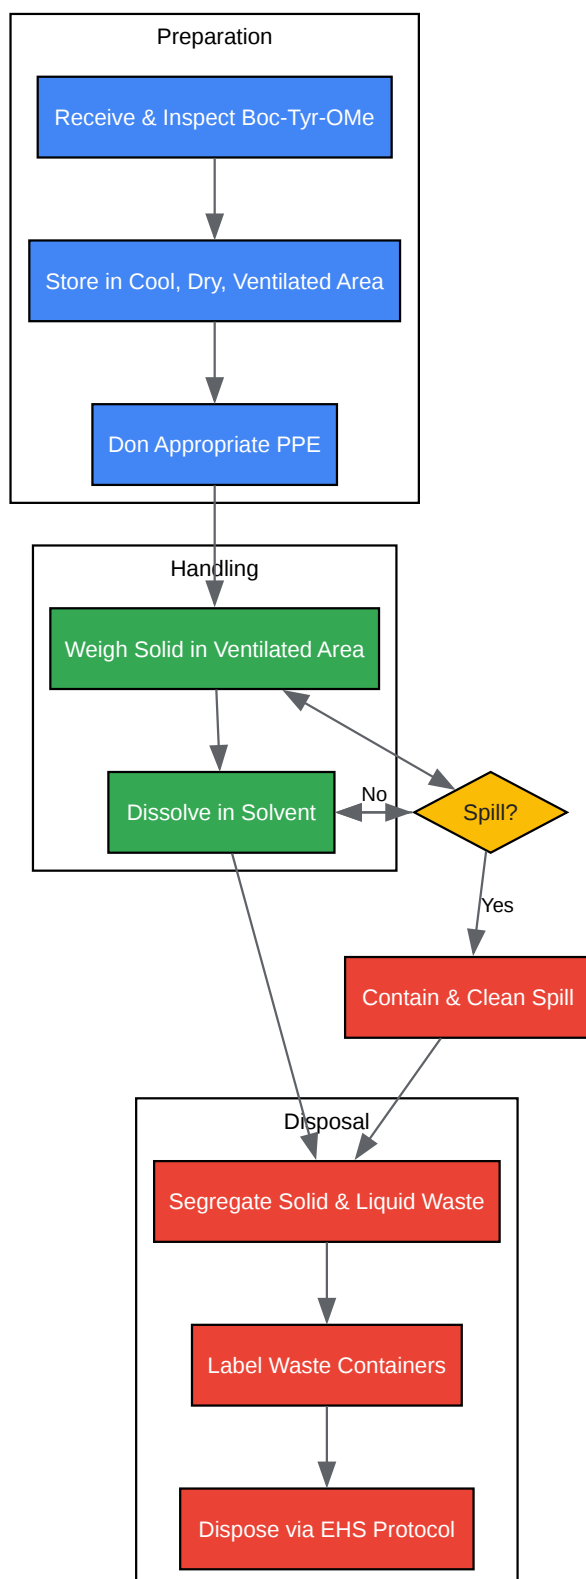 Preparation
Receive & Inspect Boc-Tyr-OMe
Store in Cool, Dry, Ventilated Area
Don Appropriate PPE
Handling
Weigh Solid in Ventilated Area
No
Dissolve in Solvent
Spill?
Yes
Contain & Clean Spill
Disposal
Segregate Solid & Liquid Waste
Label Waste Containers
Dispose via EHS Protocol